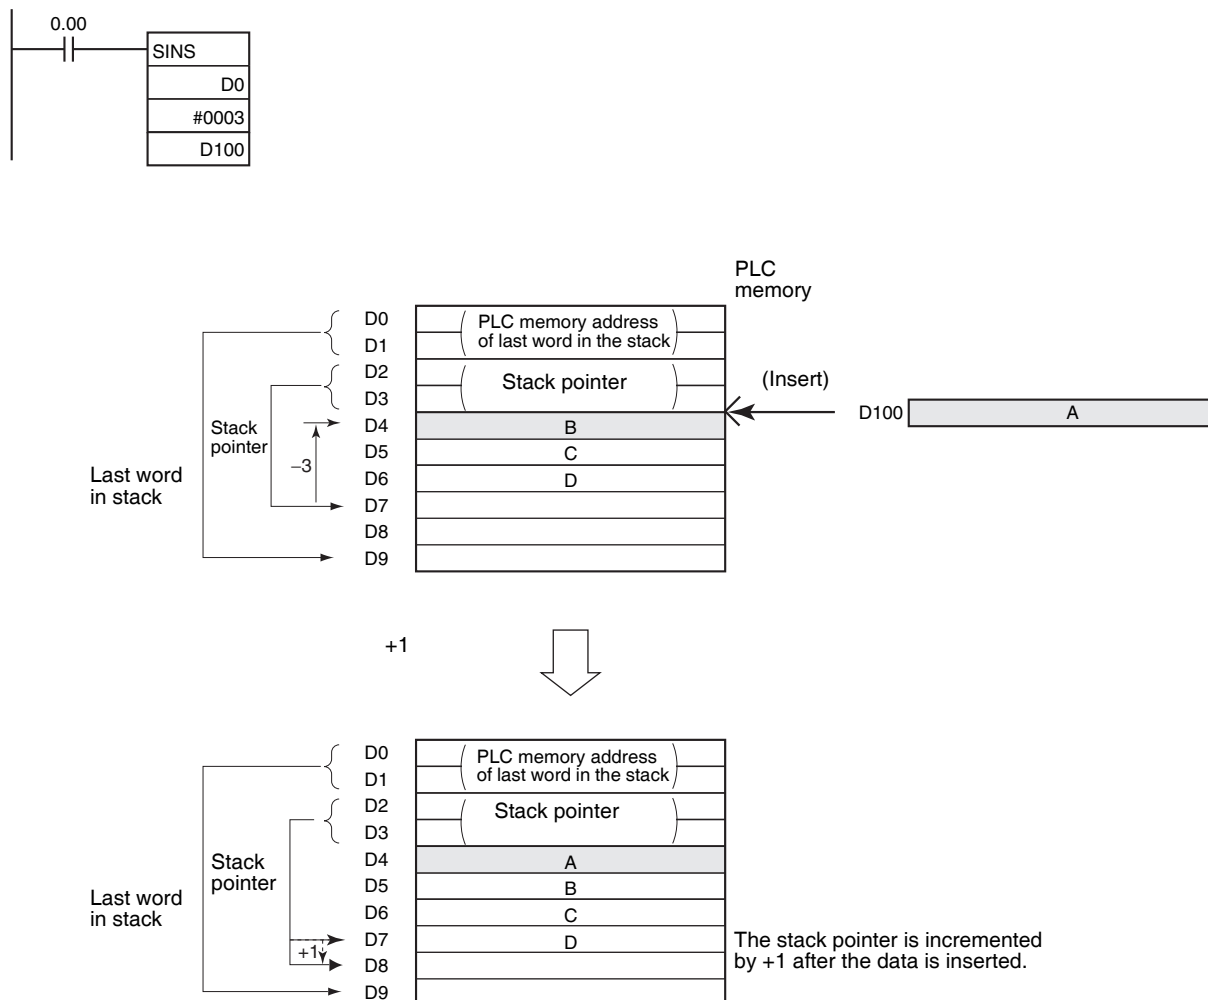 0.00
SINS
D0
#0003
D100
PLC
memory
D0
D1
PLC memory address
of last word in the stack
D2
D3
Stack pointer
(Insert)
D100
A
D4
B
Stack
pointer
D5
C
–3
D6
D
Last word
in stack
D7
D8
D9
+1
D0
D1
PLC memory address
of last word in the stack
D2
D3
Stack pointer
D4
A
Stack
pointer
D5
B
Last word
in stack
D6
C
D7
D
+1
D8
The stack pointer is incremented
by +1 after the data is inserted.
D9